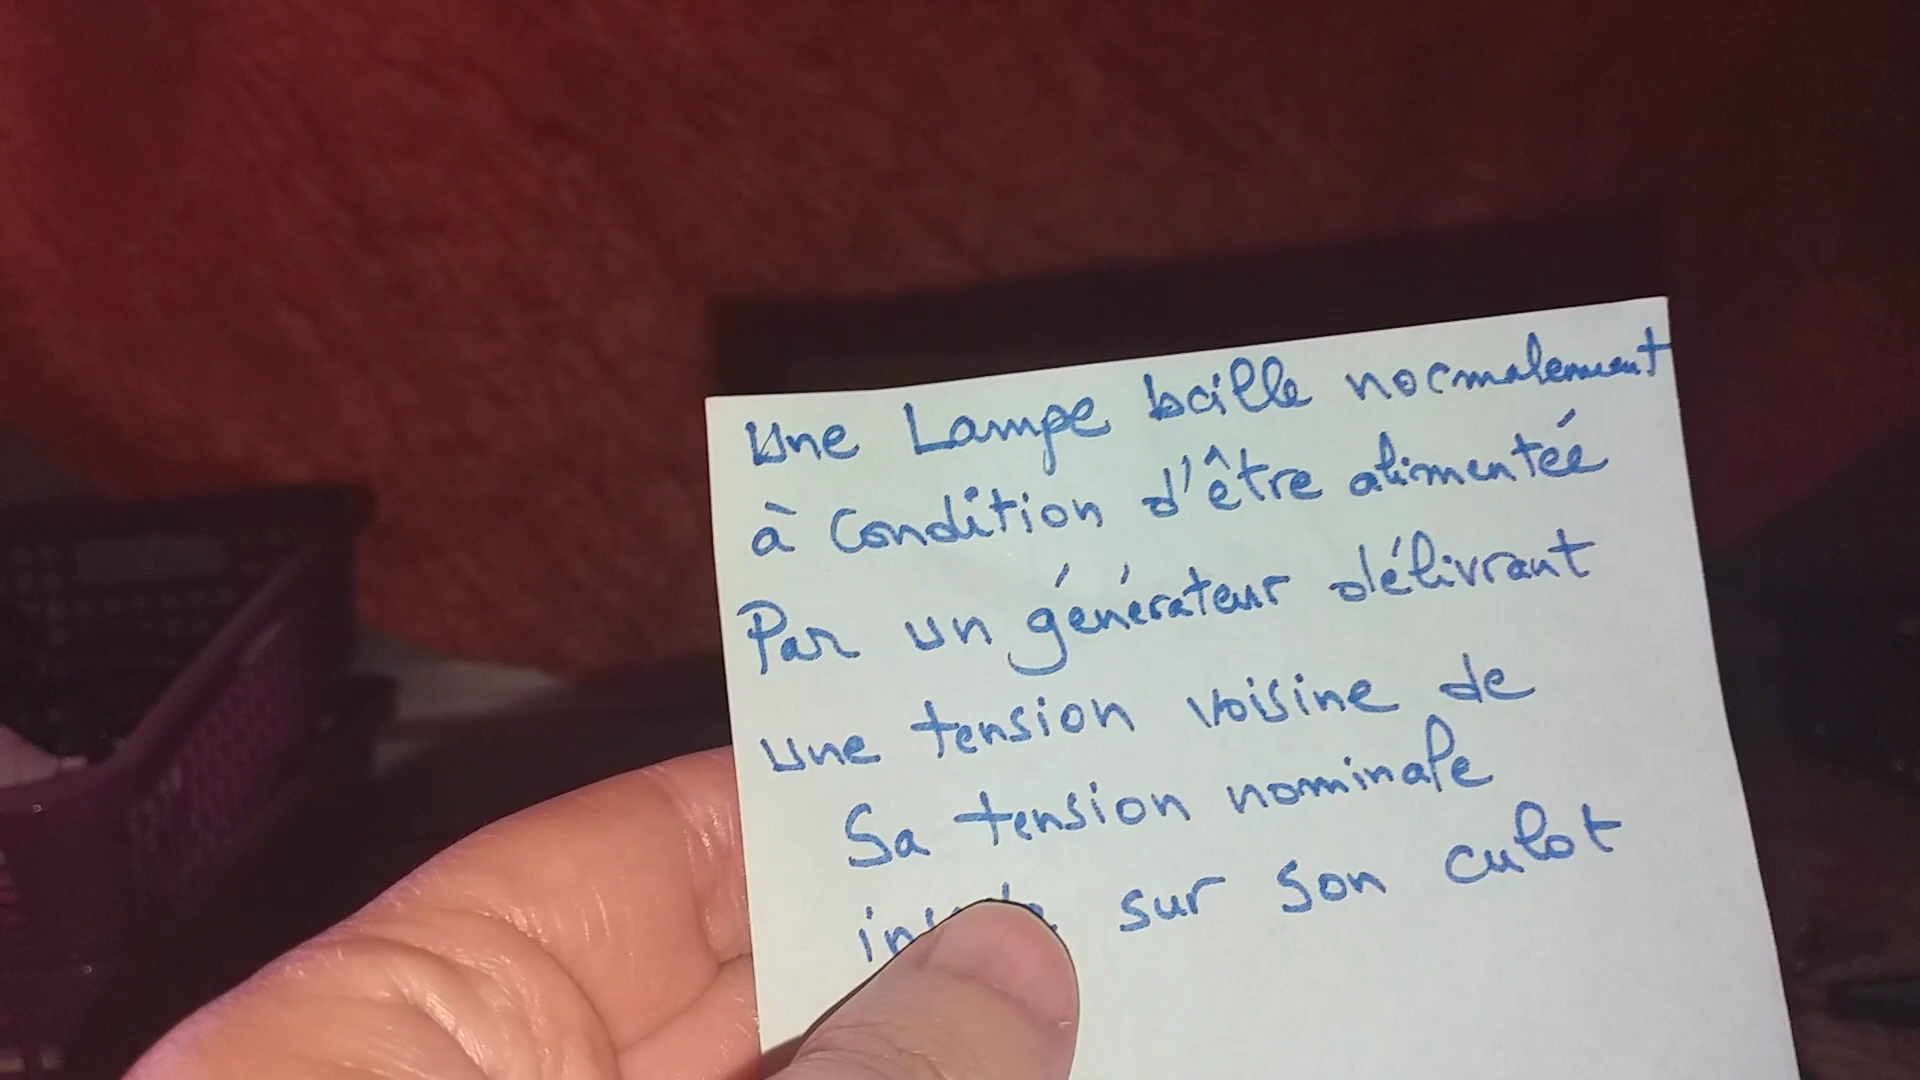 Une Lampe brille normalement
à Condition d'être alimentée
Par un générateur délivrant
une tension voisine de
Sa tension nominale
sur son culot